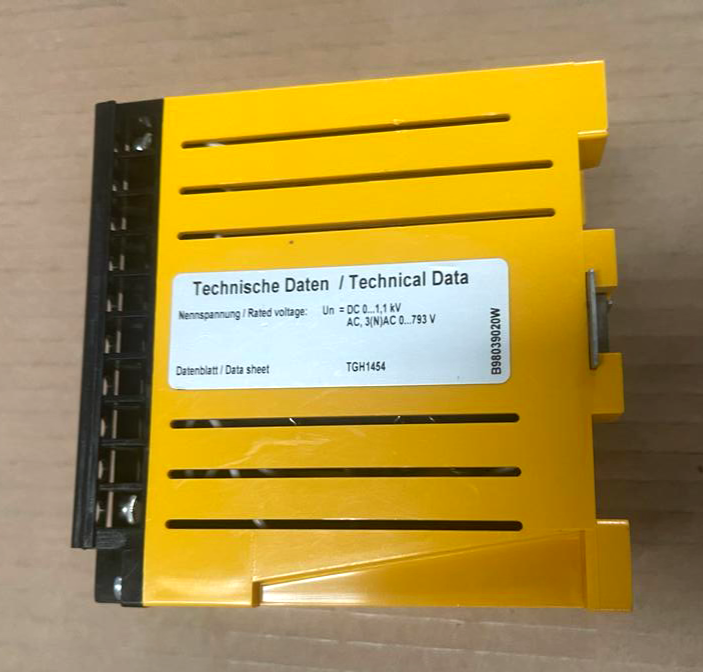 Technische Daten / Technical Data
Nennspannung / Rated voltage: Un = DC 0...1,1 kV
AC, 3(N)AC 0...793 V
Datenblatt / Data sheet TGH1454
B98039020W